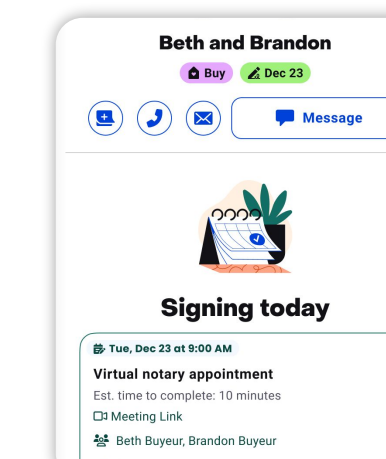 Beth and Brandon
Buy Dec 23
Message
Signing today
Tue, Dec 23 at 9:00 AM
Virtual notary appointment
Est. time to complete: 10 minutes
Meeting Link
Beth Buyeur, Brandon Buyeur